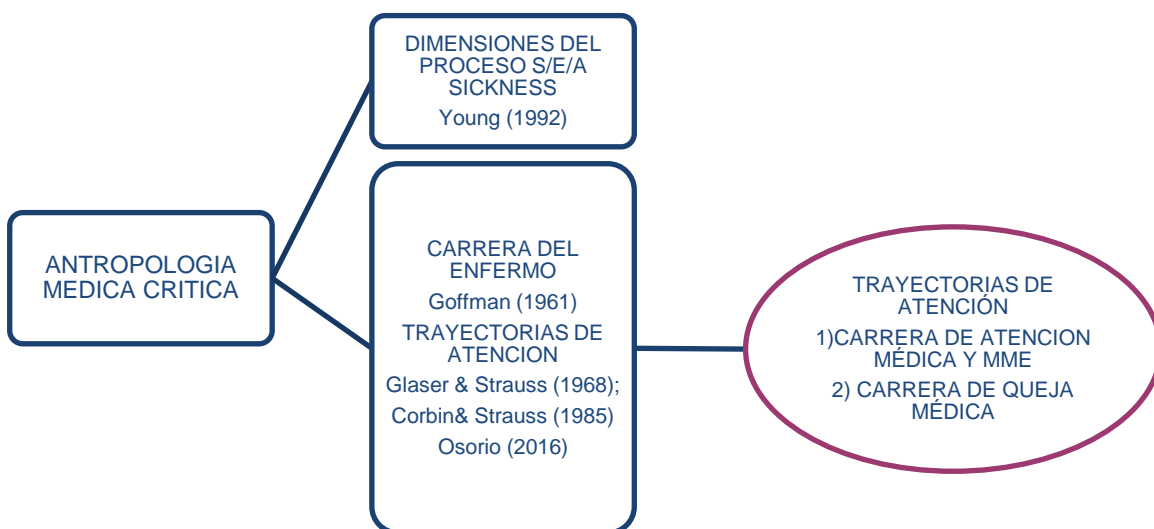 DIMENSIONES DEL
PROCESO S/E/A
SICKNESS
Young (1992)
ANTROPOLOGIA
MEDICA CRITICA
CARRERA DEL
ENFERMO
Goffman (1961)
TRAYECTORIAS DE
ATENCION
Glaser & Strauss (1968);
Corbin& Strauss (1985)
Osorio (2016)
TRAYECTORIAS DE
ATENCIÓN
1)CARRERA DE ATENCION
MÉDICA Y MME
2) CARRERA DE QUEJA
MÉDICA